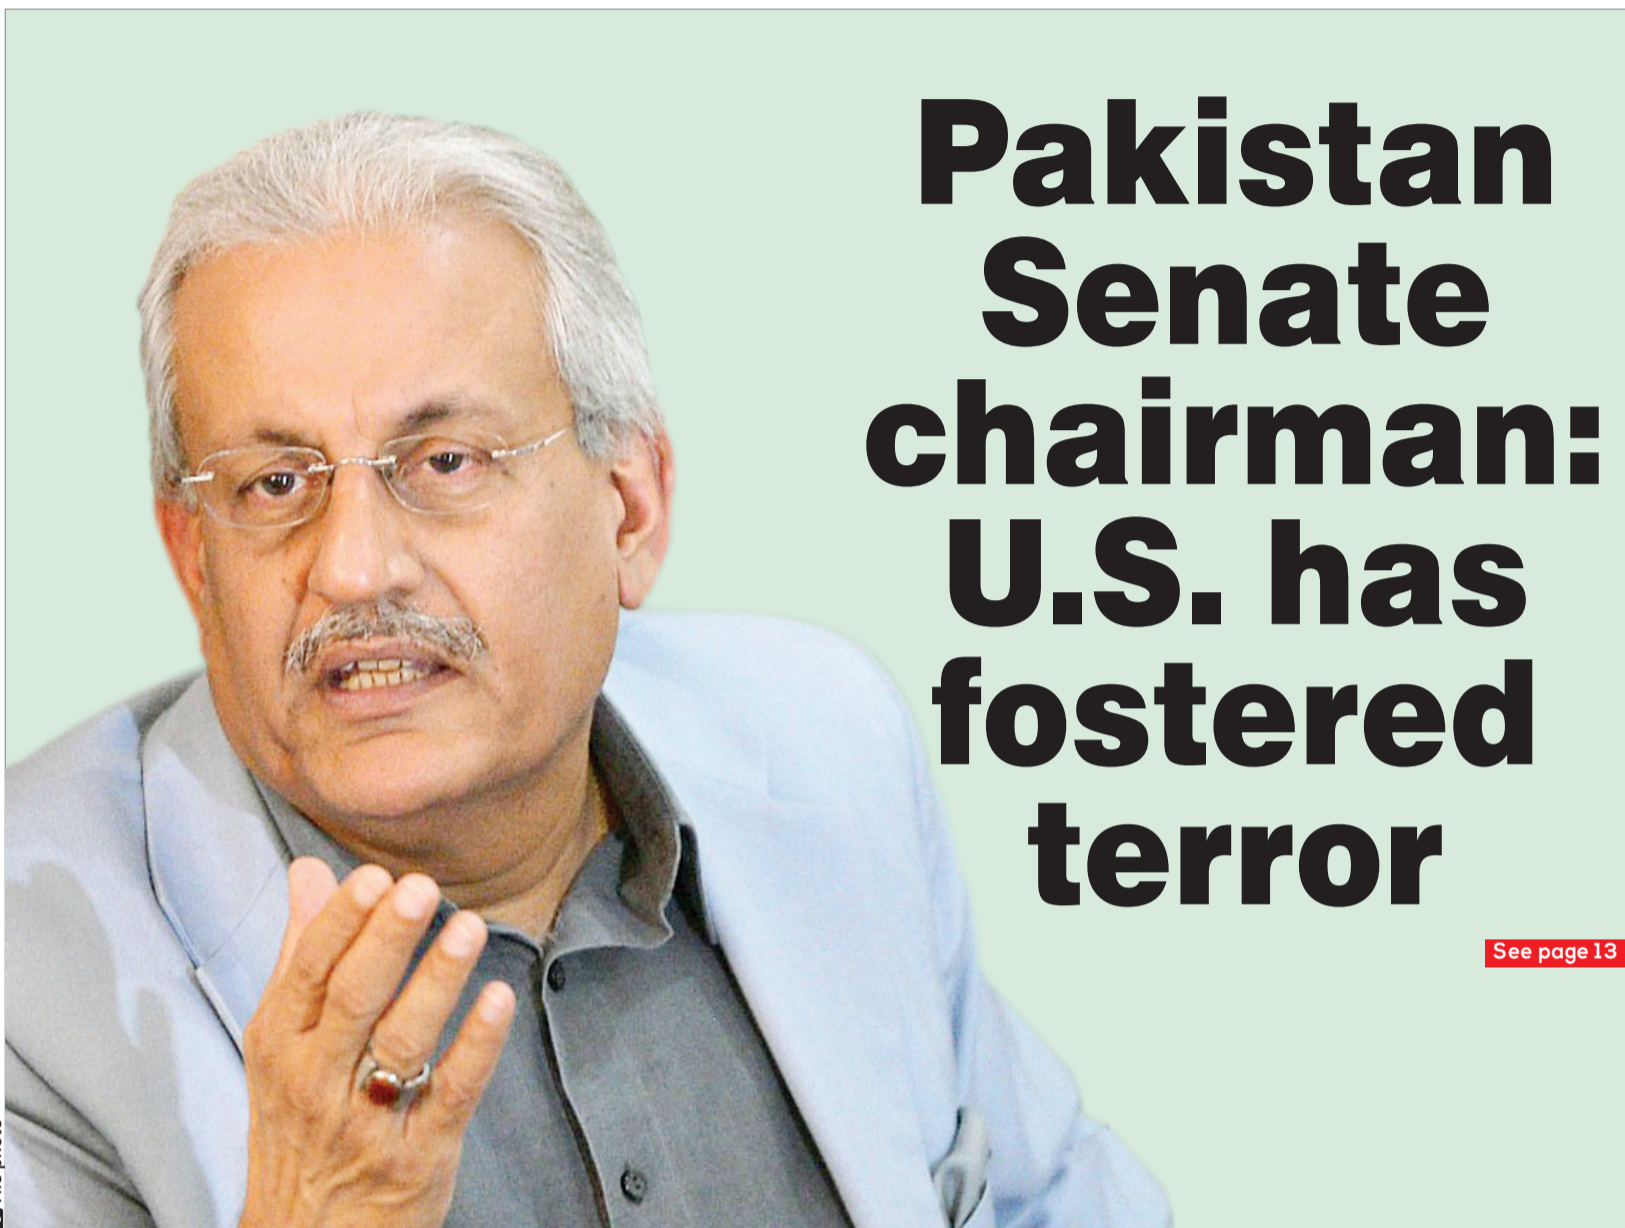 Pakistan
Senate
chairman:
U.S. has
fostered
terror
See page 13